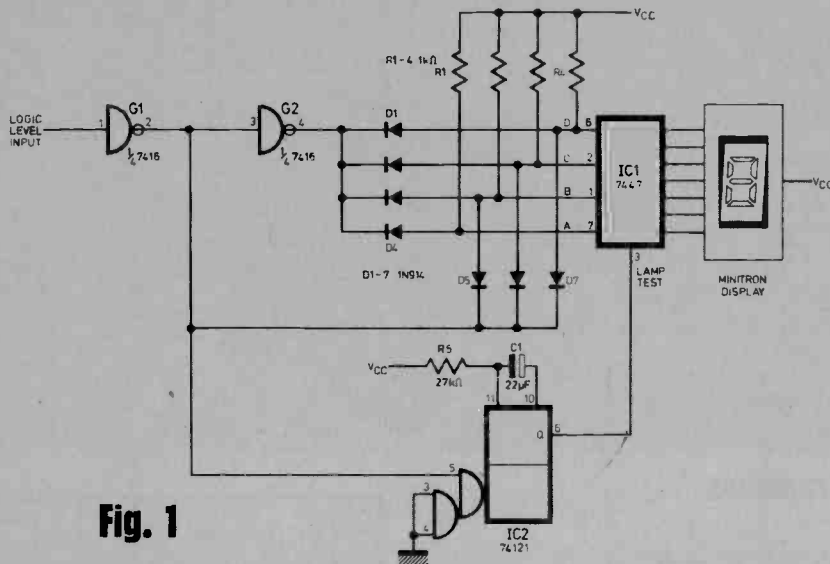 VCC
R1-4 1kΩ
R1
R4
LOGIC
LEVEL
INPUT
1
G1
2
1/4 7416
3
G2
4
1/4 7416
D1
D4
D1-7 1N914
D5
D7
D
6
C
2
B
1
A
7
IC1
7447
3
LAMP
TEST
VCC
MINITRON
DISPLAY
VCC
R5
27kΩ
C1
22µF
11
10
Q
6
5
3
4
IC2
74121
Fig. 1